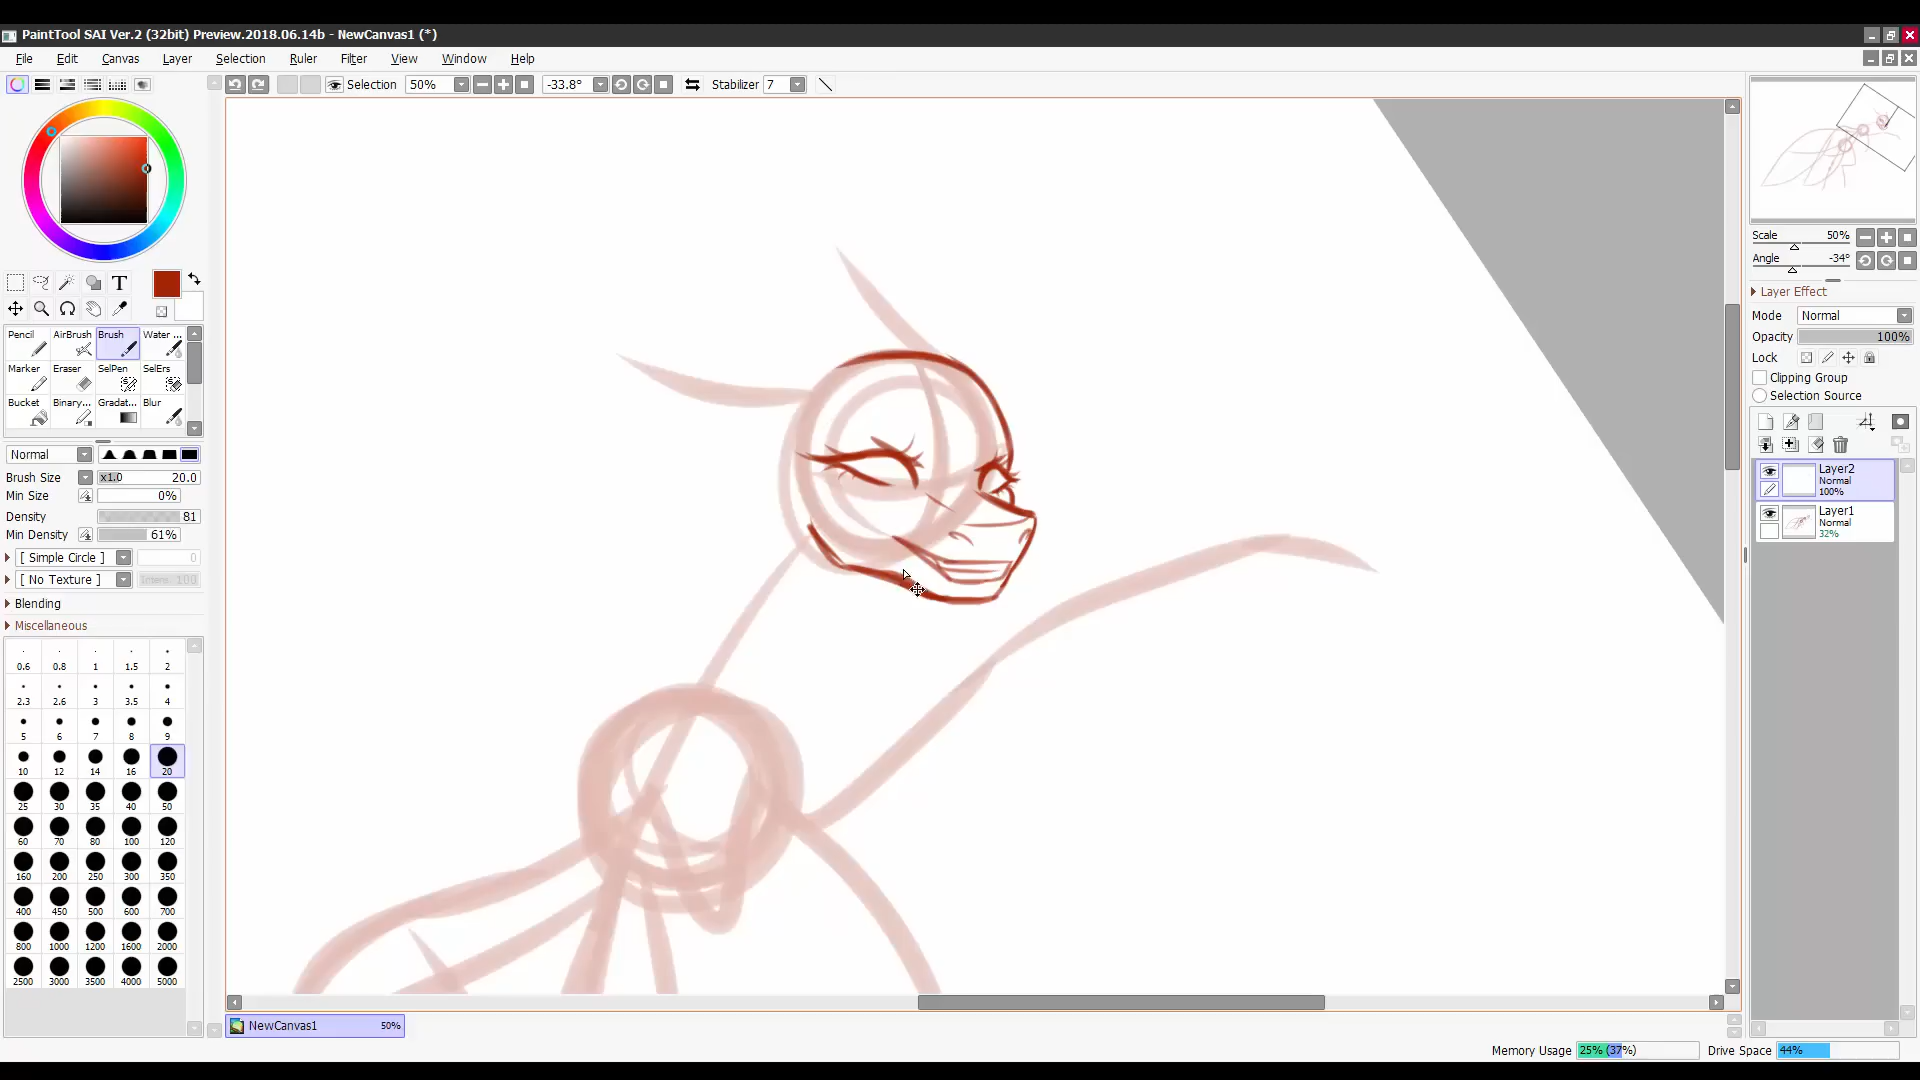 PaintTool SAI Ver.2 (32bit) Preview.2018.06.14b - NewCanvas1 (*)
File Edit Canvas Layer Selection Ruler Filter View Window Help
Selection 50% -33.8° Stabilizer 7
Scale 50%
Angle -34°
Layer Effect
Mode Normal
Opacity 100%
Lock
Clipping Group
Selection Source
Layer2
Normal
100%
Layer1
Normal
32%
T
Pencil AirBrush Brush Water ...
Marker Eraser SelPen SelErs
Bucket Binary... Gradat... Blur
Normal
Brush Size x1.0 20.0
Min Size 0%
Density 81
Min Density 61%
[ Simple Circle ] 0
[ No Texture ] 100
Blending
Miscellaneous
0.6 0.8 1 1.5 2
2.3 2.6 3 3.5 4
5 6 7 8 9
10 12 14 16 20
25 30 35 40 50
60 70 80 100 120
160 200 250 300 350
400 450 500 600 700
800 1000 1200 1600 2000
2500 3000 3500 4000 5000
NewCanvas1 50%
Memory Usage 25% (37%) Drive Space 44%